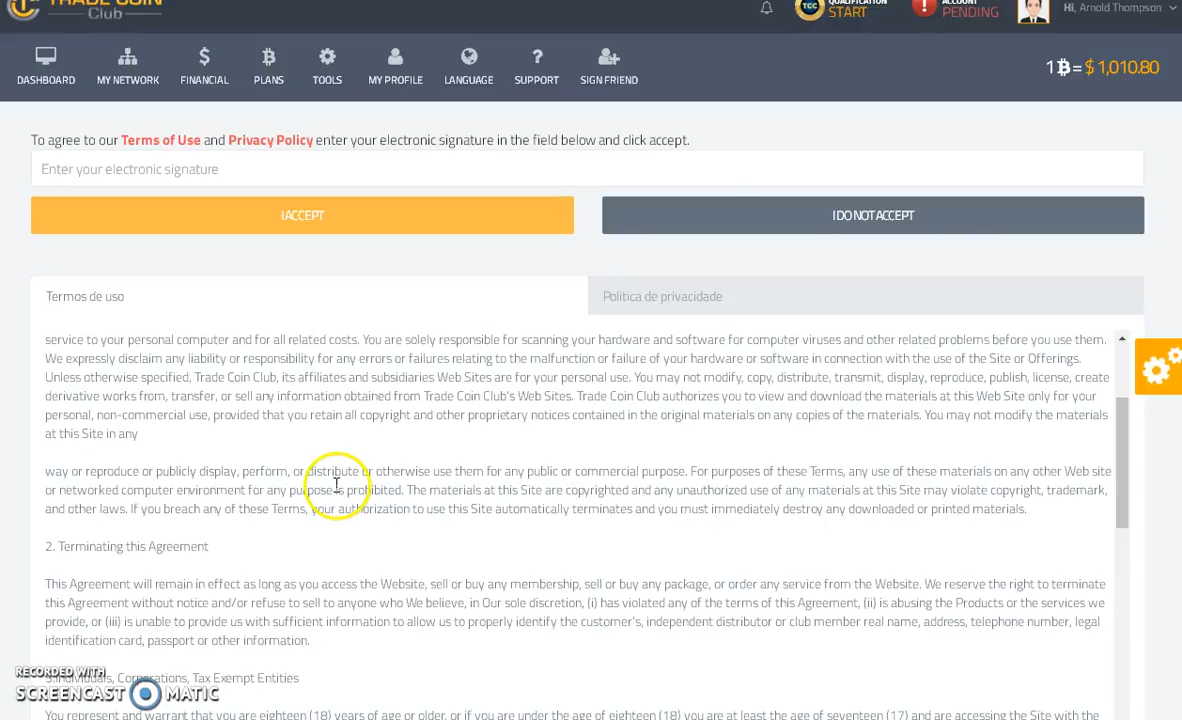 TRADE COIN
Club
TCC
QUALIFICATION
START
ACCOUNT
PENDING
Hi, Arnold Thompson
DASHBOARD
MY NETWORK
FINANCIAL
PLANS
TOOLS
MY PROFILE
LANGUAGE
SUPPORT
SIGN FRIEND
1₿= $ 1,010.80
To agree to our Terms of Use and Privacy Policy enter your electronic signature in the field below and click accept.
Enter your electronic signature
I ACCEPT
I DO NOT ACCEPT
Termos de uso
Politica de privacidade
service to your personal computer and for all related costs. You are solely responsible for scanning your hardware and software for computer viruses and other related problems before you use them.
We expressly disclaim any liability or responsibility for any errors or failures relating to the malfunction or failure of your hardware or software in connection with the use of the Site or Offerings.
Unless otherwise specified, Trade Coin Club, its affiliates and subsidiaries Web Sites are for your personal use. You may not modify, copy, distribute, transmit, display, reproduce, publish, license, create
derivative works from, transfer, or sell any information obtained from Trade Coin Club's Web Sites. Trade Coin Club authorizes you to view and download the materials at this Web Site only for your
personal, non-commercial use, provided that you retain all copyright and other proprietary notices contained in the original materials on any copies of the materials. You may not modify the materials
at this Site in any
way or reproduce or publicly display, perform, or distribute or otherwise use them for any public or commercial purpose. For purposes of these Terms, any use of these materials on any other Web site
or networked computer environment for any purpose is prohibited. The materials at this Site are copyrighted and any unauthorized use of any materials at this Site may violate copyright, trademark,
and other laws. If you breach any of these Terms, your authorization to use this Site automatically terminates and you must immediately destroy any downloaded or printed materials.
2. Terminating this Agreement
This Agreement will remain in effect as long as you access the Website, sell or buy any membership, sell or buy any package, or order any service from the Website. We reserve the right to terminate
this Agreement without notice and/or refuse to sell to anyone who We believe, in Our sole discretion, (i) has violated any of the terms of this Agreement, (ii) is abusing the Products or the services we
provide, or (iii) is unable to provide us with sufficient information to allow us to properly identify the customer's, independent distributor or club member real name, address, telephone number, legal
identification card, passport or other information.
3.Individuals, Corporations, Tax Exempt Entities
You represent and warrant that you are eighteen (18) years of age or older, or if you are under the age of eighteen (18) you are at least the age of seventeen (17) and are accessing the Site with the
RECORDED WITH
SCREENCAST MATIC